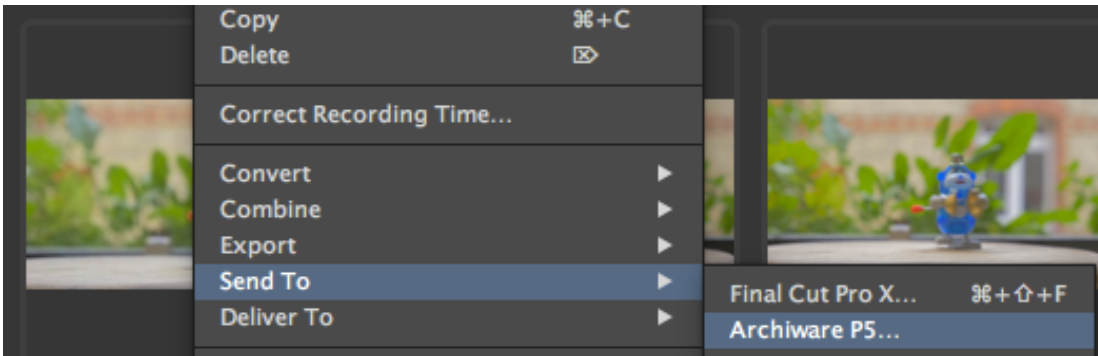 Copy ⌘+C
Delete ⌦
Correct Recording Time...
Convert ▶
Combine ▶
Export ▶
Send To ▶
Deliver To ▶
Final Cut Pro X... ⌘+⇧+F
Archiware P5...